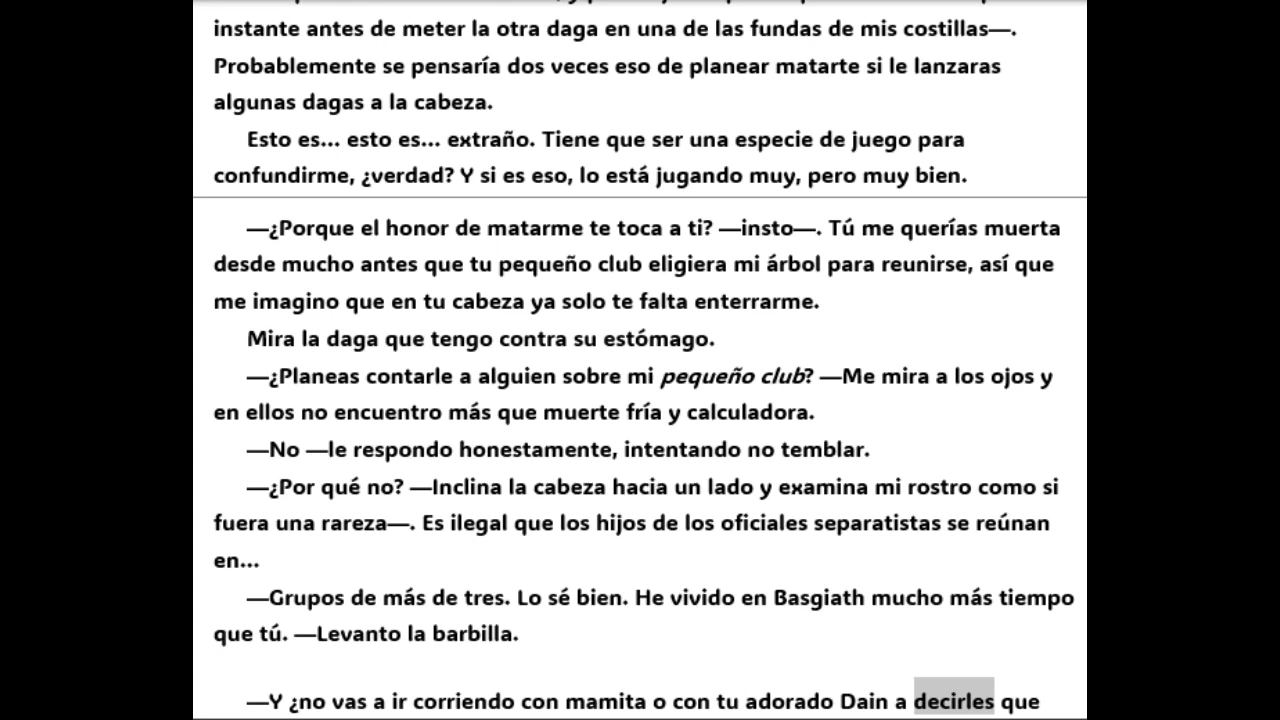 instante antes de meter la otra daga en una de las fundas de mis costillas—.
Probablemente se pensaría dos veces eso de planear matarte si le lanzaras
algunas dagas a la cabeza.
Esto es... esto es... extraño. Tiene que ser una especie de juego para
confundirme, ¿verdad? Y si es eso, lo está jugando muy, pero muy bien.
—¿Porque el honor de matarme te toca a ti? —insto—. Tú me querías muerta
desde mucho antes que tu pequeño club eligiera mi árbol para reunirse, así que
me imagino que en tu cabeza ya solo te falta enterrarme.
Mira la daga que tengo contra su estómago.
—¿Planeas contarle a alguien sobre mi pequeño club? —Me mira a los ojos y
en ellos no encuentro más que muerte fría y calculadora.
—No —le respondo honestamente, intentando no temblar.
—¿Por qué no? —Inclina la cabeza hacia un lado y examina mi rostro como si
fuera una rareza—. Es ilegal que los hijos de los oficiales separatistas se reúnan
en...
—Grupos de más de tres. Lo sé bien. He vivido en Basgiath mucho más tiempo
que tú. —Levanto la barbilla.
—Y ¿no vas a ir corriendo con mamita o con tu adorado Dain a decirles que